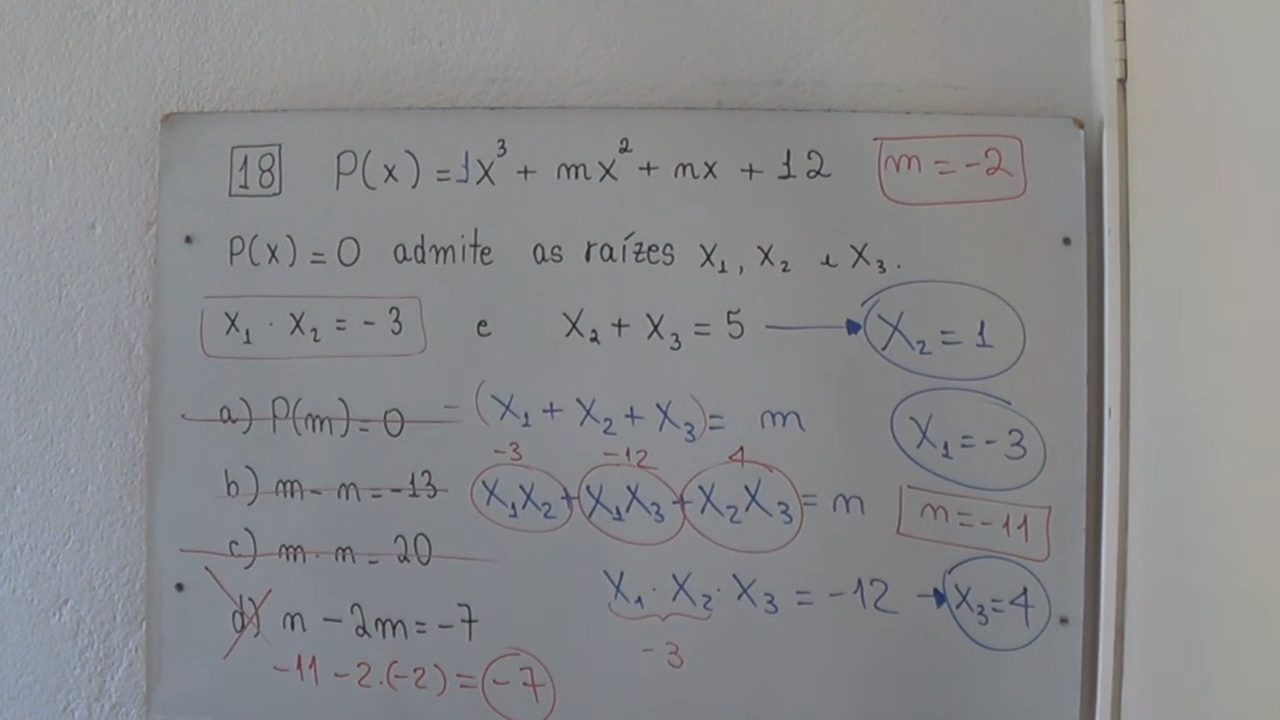 18 P(x) = 1x³ + mx² + nx + 12 m = -2
P(x) = 0 admite as raízes x₁, x₂ e x₃.
x₁ · x₂ = -3 e x₂ + x₃ = 5 → x₂ = 1
a) P(m) = 0 -(x₁ + x₂ + x₃) = m x₁ = -3
-3 -12 4
b) m - n = -13 x₁x₂ + x₁x₃ + x₂x₃ = n n = -11
c) m · n = 20
x₁ · x₂ · x₃ = -12 → x₃ = 4
d) n - 2m = -7
-3
-11 - 2·(-2) = -7